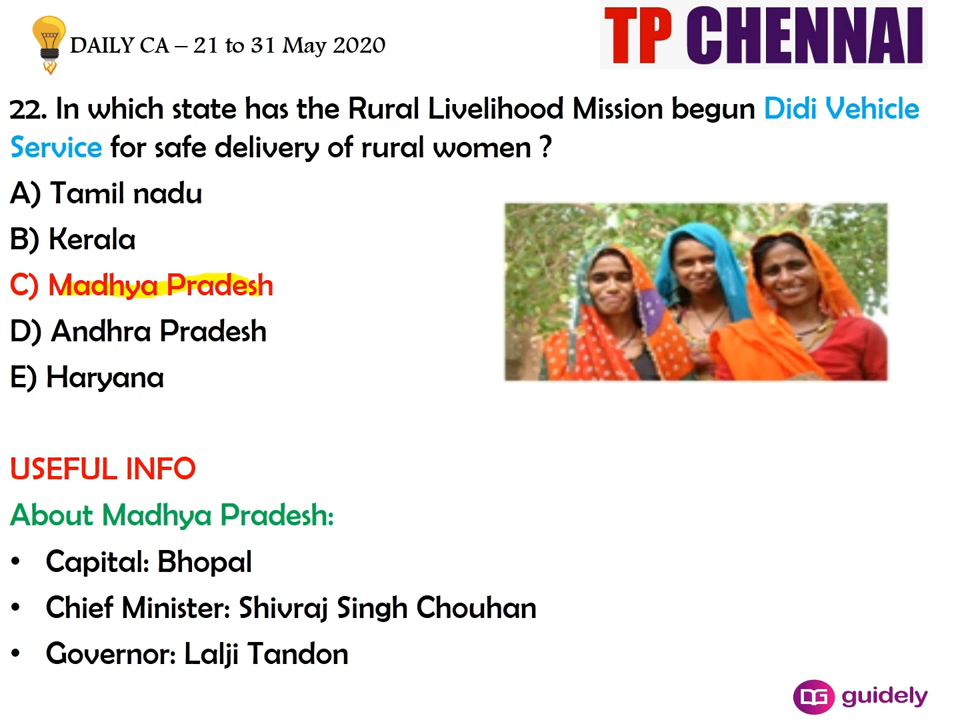 DAILY CA – 21 to 31 May 2020
TP CHENNAI
22. In which state has the Rural Livelihood Mission begun Didi Vehicle
Service for safe delivery of rural women ?
A) Tamil nadu
B) Kerala
C) Madhya Pradesh
D) Andhra Pradesh
E) Haryana
USEFUL INFO
About Madhya Pradesh:
• Capital: Bhopal
• Chief Minister: Shivraj Singh Chouhan
• Governor: Lalji Tandon
guidely